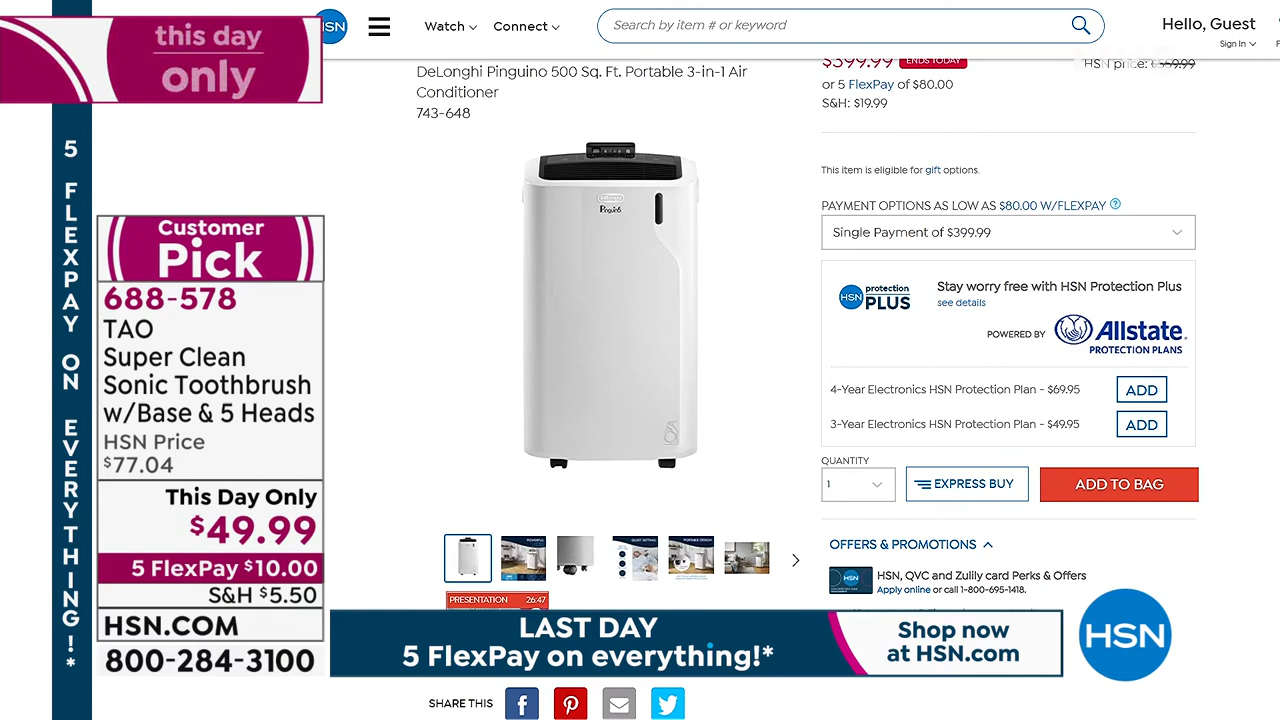 this day
only
5 FLEXPAY ON EVERYTHING!*
Customer
Pick
688-578
TAO
Super Clean
Sonic Toothbrush
w/Base & 5 Heads
HSN Price
$77.04
This Day Only
$49.99
5 FlexPay $10.00
S&H $5.50
HSN.COM
800-284-3100
HSN
Watch
Connect
Search by item # or keyword
Hello, Guest
Sign In
DeLonghi Pinguino 500 Sq. Ft. Portable 3-in-1 Air
Conditioner
743-648
DeLonghi
Pinguino
PRESENTATION 26:47
$399.99 ENDS TODAY
HSN price: $559.99
or 5 FlexPay of $80.00
S&H: $19.99
This item is eligible for gift options.
PAYMENT OPTIONS AS LOW AS $80.00 W/FLEXPAY ?
Single Payment of $399.99
HSN protection PLUS
Stay worry free with HSN Protection Plus
see details
POWERED BY Allstate
PROTECTION PLANS
4-Year Electronics HSN Protection Plan - $69.95 ADD
3-Year Electronics HSN Protection Plan - $49.95 ADD
QUANTITY
1
EXPRESS BUY
ADD TO BAG
OFFERS & PROMOTIONS
HSN
HSN, QVC and Zulily card Perks & Offers
Apply online or call 1-800-695-1418.
LAST DAY
5 FlexPay on everything!*
Shop now
at HSN.com
HSN
SHARE THIS